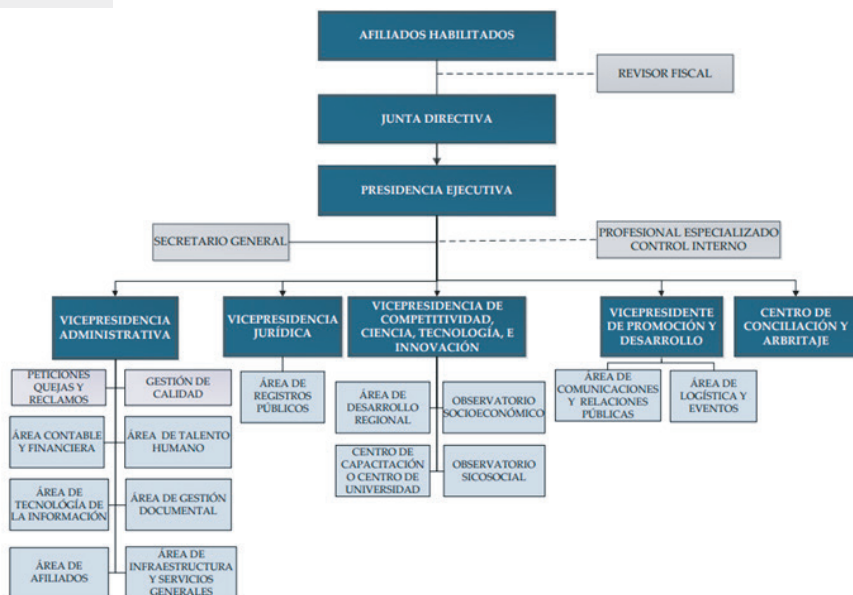 AFILIADOS HABILITADOS
REVISOR FISCAL
JUNTA DIRECTIVA
PRESIDENCIA EJECUTIVA
SECRETARIO GENERAL
PROFESIONAL ESPECIALIZADO
CONTROL INTERNO
VICEPRESIDENCIA
ADMINISTRATIVA
VICEPRESIDENCIA
JURÍDICA
VICEPRESIDENCIA DE
COMPETITIVIDAD,
CIENCIA, TECNOLOGÍA, E
INNOVACIÓN
VICEPRESIDENTE
DE PROMOCIÓN Y
DESARROLLO
CENTRO DE
CONCILIACIÓN Y
ARBRITAJE
PETICIONES
QUEJAS Y
RECLAMOS
GESTIÓN DE
CALIDAD
ÁREA CONTABLE
Y FINANCIERA
ÁREA DE TALENTO
HUMANO
ÁREA DE
TECNOLOGÍA DE
LA INFORMACIÓN
ÁREA DE GESTIÓN
DOCUMENTAL
ÁREA DE
AFILIADOS
ÁREA DE
INFRAESTRUCTURA
Y SERVICIOS
GENERALES
ÁREA DE
REGISTROS
PÚBLICOS
ÁREA DE
DESARROLLO
REGIONAL
OBSERVATORIO
SOCIOECONÓMICO
CENTRO DE
CAPACITACIÓN
O CENTRO DE
UNIVERSIDAD
OBSERVATORIO
SICOSOCIAL
ÁREA DE
COMUNICACIONES
Y RELACIONES
PÚBLICAS
ÁREA DE
LOGÍSTICA Y
EVENTOS